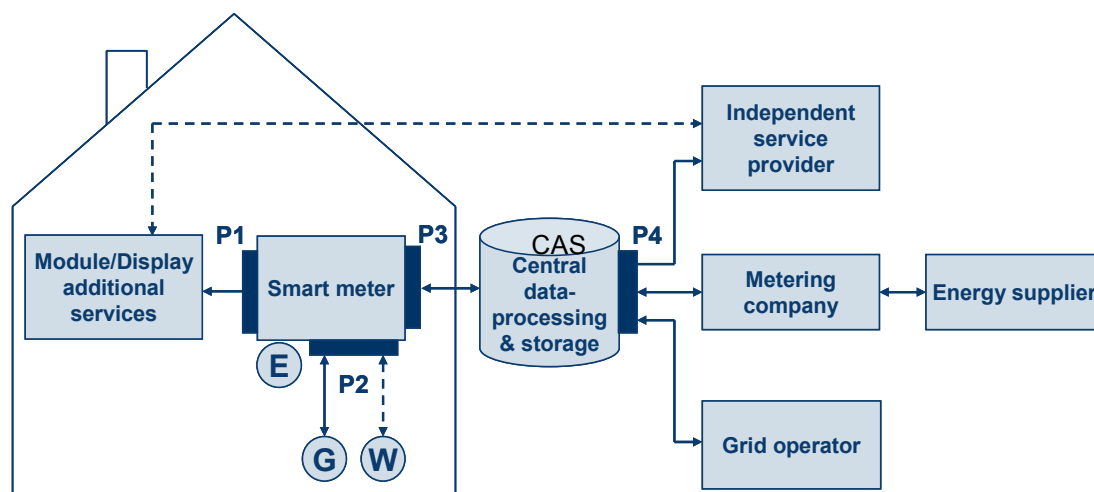 Independent
service
provider
P1
P3
P4
CAS
Module/Display
additional
services
Smart meter
Central
data-
processing
& storage
Metering
company
Energy supplier
E
P2
G
W
Grid operator